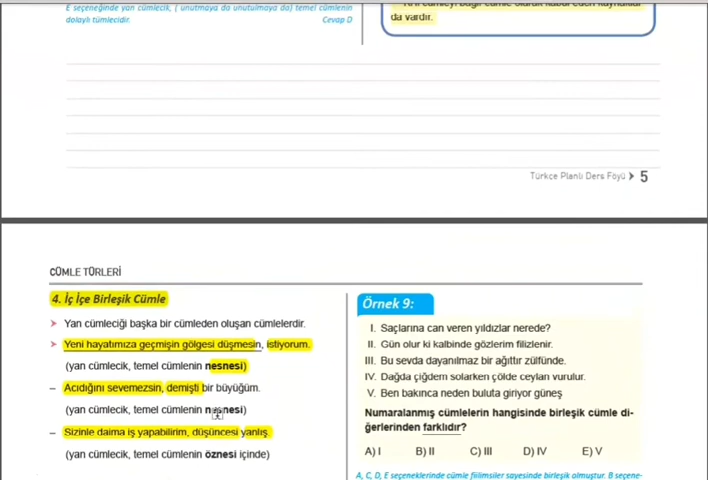 E seçeneğinde yan cümlecik, ( unutmaya da unutulmaya da) temel cümlenin
dolaylı tümlecidir. Cevap D
da vardır.
Türkçe Planlı Ders Föyü 5
CÜMLE TÜRLERİ
4. İç İçe Birleşik Cümle
Yan cümleciği başka bir cümleden oluşan cümlelerdir.
Yeni hayatımıza geçmişin gölgesi düşmesin, istiyorum.
(yan cümlecik, temel cümlenin nesnesi)
– Acıdığını sevemezsin, demişti bir büyüğüm.
(yan cümlecik, temel cümlenin nesnesi)
– Sizinle daima iş yapabilirim, düşüncesi yanlış.
(yan cümlecik, temel cümlenin öznesi içinde)
Örnek 9:
I. Saçlarına can veren yıldızlar nerede?
II. Gün olur ki kalbinde gözlerim filizlenir.
III. Bu sevda dayanılmaz bir ağıttır zülfünde.
IV. Dağda çiğdem solarken çölde ceylan vurulur.
V. Ben bakınca neden buluta giriyor güneş
Numaralanmış cümlelerin hangisinde birleşik cümle di-
ğerlerinden farklıdır?
A) I B) II C) III D) IV E) V
A, C, D, E seçeneklerinde cümle fiilimsiler sayesinde birleşik olmuştur. B seçene-